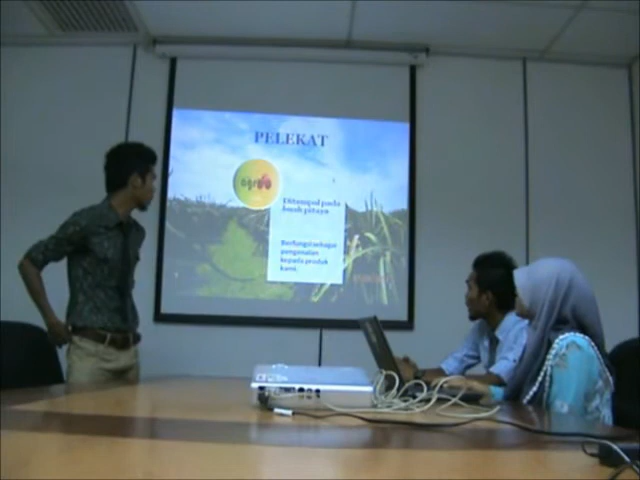 PELEKAT
Ditampal pada
buah pitaya
Berfungsi sebagai
pengenalan
kepada produk
kami.